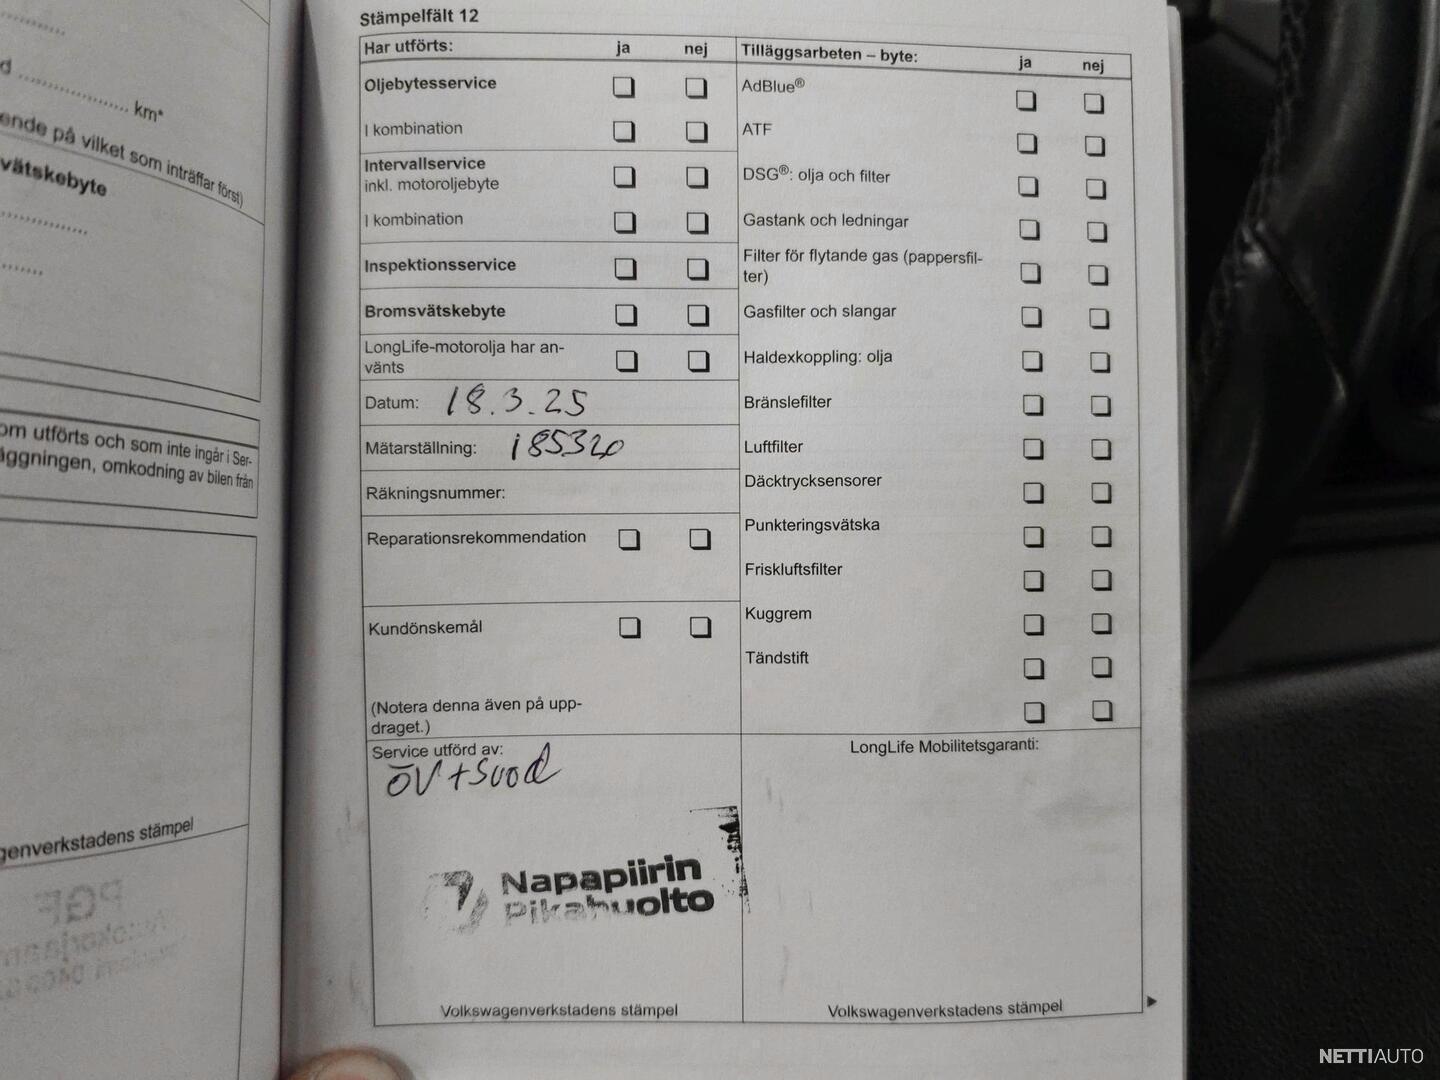 d .................... km*
ende på vilket som inträffar först)
vätskebyte
om utförts och som inte ingår i Ser-
äggningen, omkodning av bilen från
genverkstadens stämpel
Stämpelfält 12
Har utförts: ja nej
Oljebytesservice
I kombination
Intervallservice
inkl. motoroljebyte
I kombination
Inspektionsservice
Bromsvätskebyte
LongLife-motorolja har an-
vänts
Datum: 18.3.25
Mätarställning: 185320
Räkningsnummer:
Reparationsrekommendation
Kundönskemål
(Notera denna även på upp-
draget.)
Service utförd av:
ÖV+Suod
Napapiirin
Pikahuolto
Volkswagenverkstadens stämpel
Tilläggsarbeten – byte: ja nej
AdBlue®
ATF
DSG®: olja och filter
Gastank och ledningar
Filter för flytande gas (pappersfil-
ter)
Gasfilter och slangar
Haldexkoppling: olja
Bränslefilter
Luftfilter
Däcktrycksensorer
Punkteringsvätska
Friskluftsfilter
Kuggrem
Tändstift
LongLife Mobilitetsgaranti:
Volkswagenverkstadens stämpel
NETTIAUTO